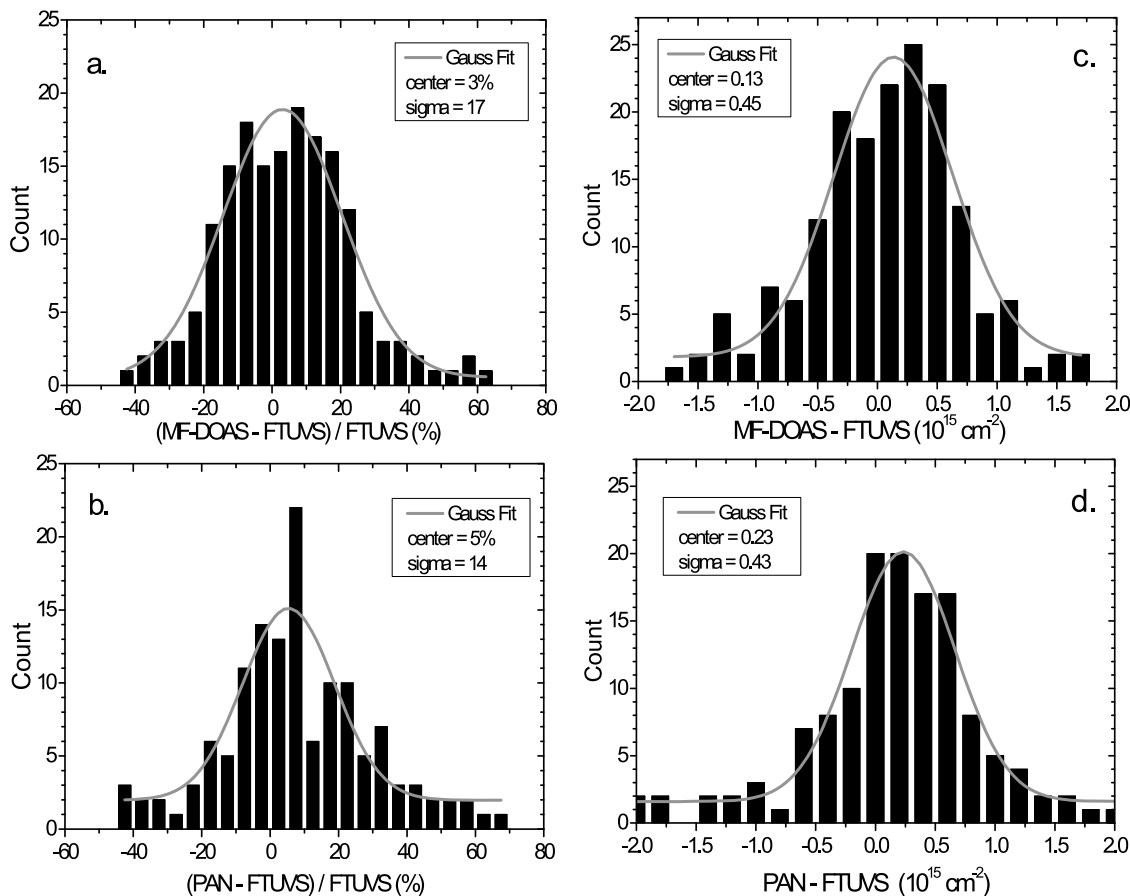 a.
Gauss Fit
center = 3%
sigma = 17
Count
25
20
15
10
5
0
-60 -40 -20 0 20 40 60 80
(MF-DOAS - FTUVS) / FTUVS (%)
c.
Gauss Fit
center = 0.13
sigma = 0.45
Count
25
20
15
10
5
0
-2.0 -1.5 -1.0 -0.5 0.0 0.5 1.0 1.5 2.0
MF-DOAS - FTUVS (10¹⁵ cm⁻²)
b.
Gauss Fit
center = 5%
sigma = 14
Count
25
20
15
10
5
0
-60 -40 -20 0 20 40 60 80
(PAN - FTUVS) / FTUVS (%)
d.
Gauss Fit
center = 0.23
sigma = 0.43
Count
25
20
15
10
5
0
-2.0 -1.5 -1.0 -0.5 0.0 0.5 1.0 1.5 2.0
PAN - FTUVS (10¹⁵ cm⁻²)